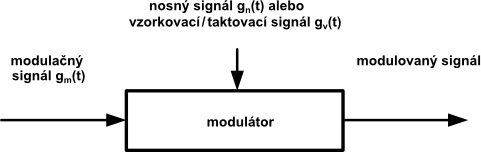 nosný signál gn(t) alebo
vzorkovací/taktovací signál gv(t)
modulačný
signál gm(t)
modulovaný signál
modulátor